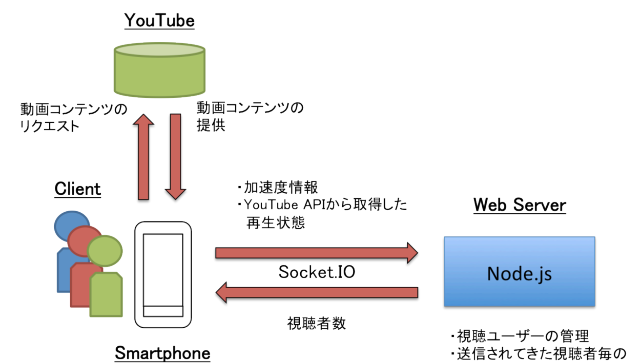 YouTube
動画コンテンツの
リクエスト
動画コンテンツの
提供
Client
・加速度情報
・YouTube APIから取得した
再生状態
Web Server
Socket.IO
Node.js
視聴者数
Smartphone
・視聴ユーザーの管理
・送信されてきた視聴者毎の